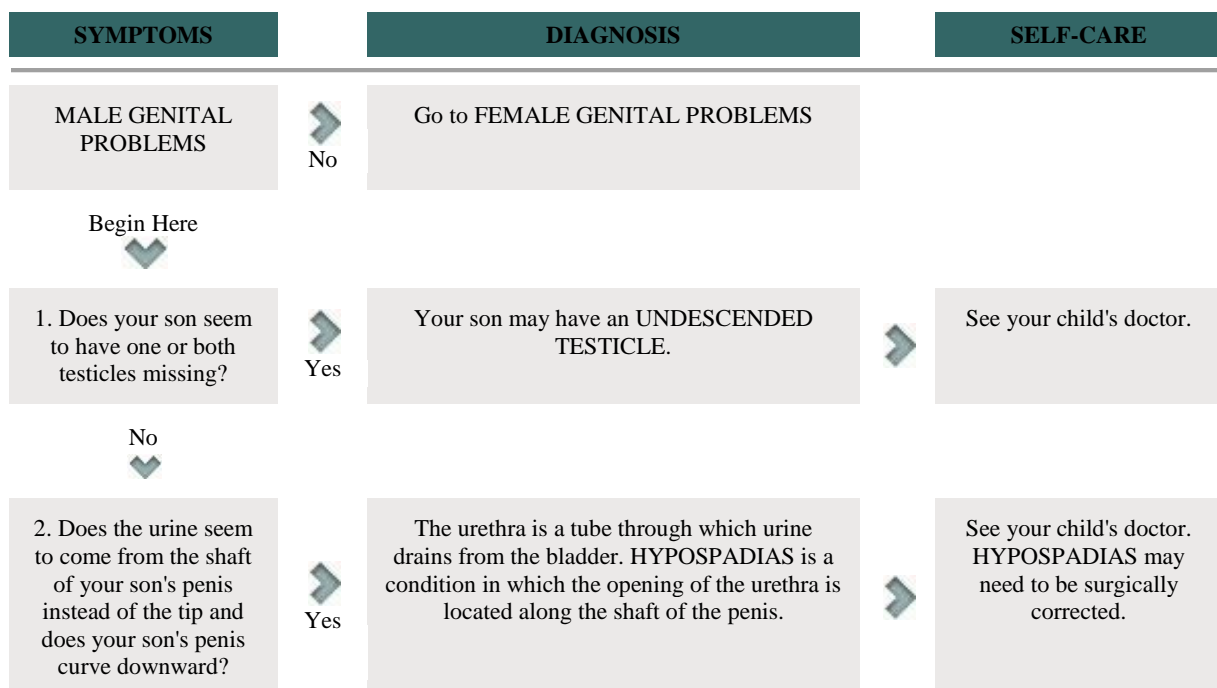 SYMPTOMS
DIAGNOSIS
SELF-CARE
MALE GENITAL
PROBLEMS
No
Go to FEMALE GENITAL PROBLEMS
Begin Here
1. Does your son seem
to have one or both
testicles missing?
Yes
Your son may have an UNDESCENDED
TESTICLE.
See your child's doctor.
No
2. Does the urine seem
to come from the shaft
of your son's penis
instead of the tip and
does your son's penis
curve downward?
Yes
The urethra is a tube through which urine
drains from the bladder. HYPOSPADIAS is a
condition in which the opening of the urethra is
located along the shaft of the penis.
See your child's doctor.
HYPOSPADIAS may
need to be surgically
corrected.